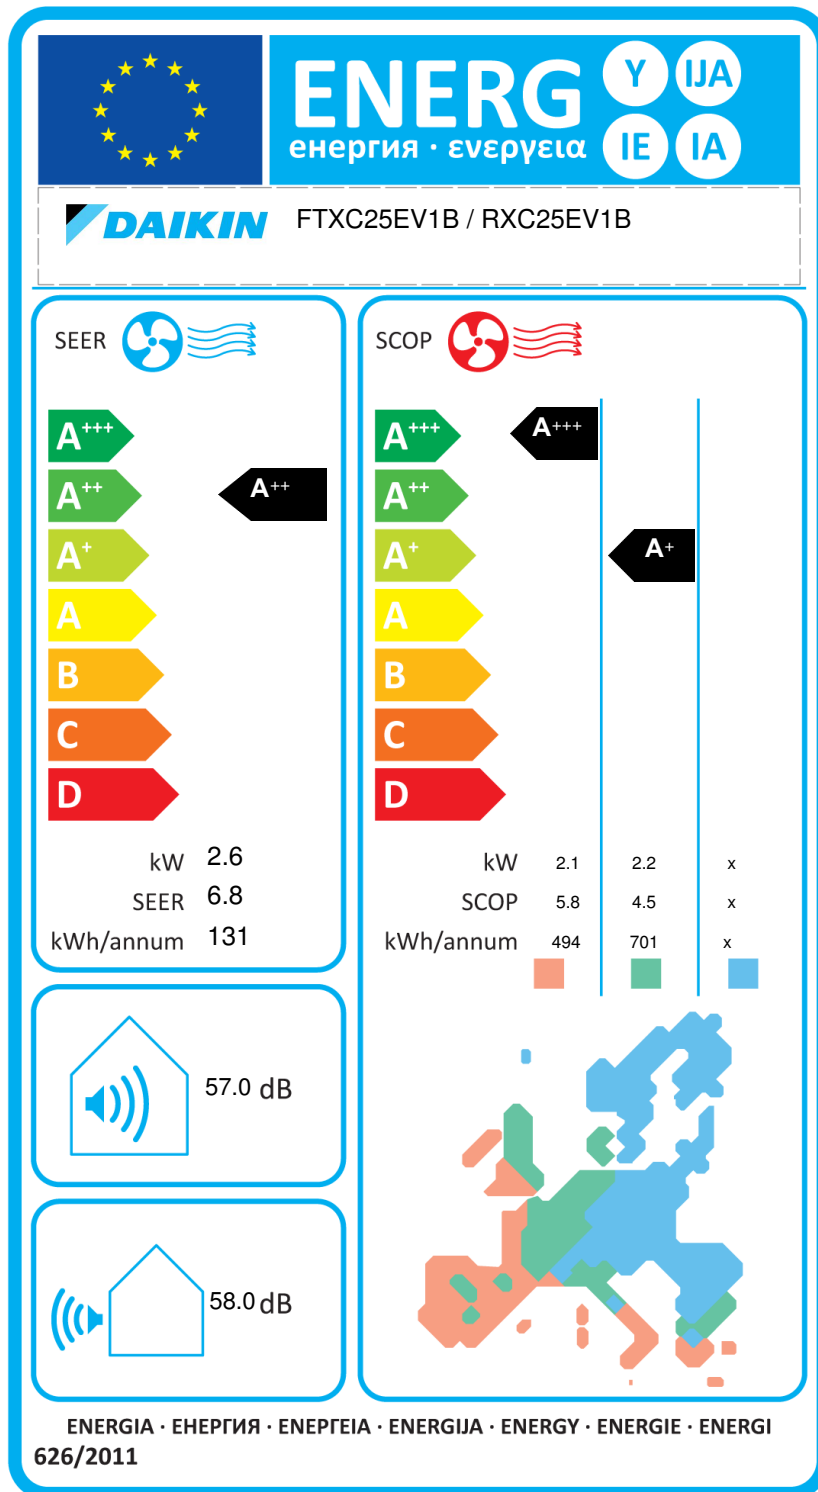 ENERG
енергия · ενεργεια
Y IJA
IE IA
DAIKIN FTXC25EV1B / RXC25EV1B
SEER
A+++
A++
A+
A
B
C
D
A++
kW 2.6
SEER 6.8
kWh/annum 131
SCOP
A+++
A++
A+
A
B
C
D
A+++
A+
kW 2.1 2.2 x
SCOP 5.8 4.5 x
kWh/annum 494 701 x
57.0 dB
58.0 dB
ENERGIA · ЕНЕРГИЯ · ΕΝΕΡΓΕΙΑ · ENERGIJA · ENERGY · ENERGIE · ENERGI
626/2011